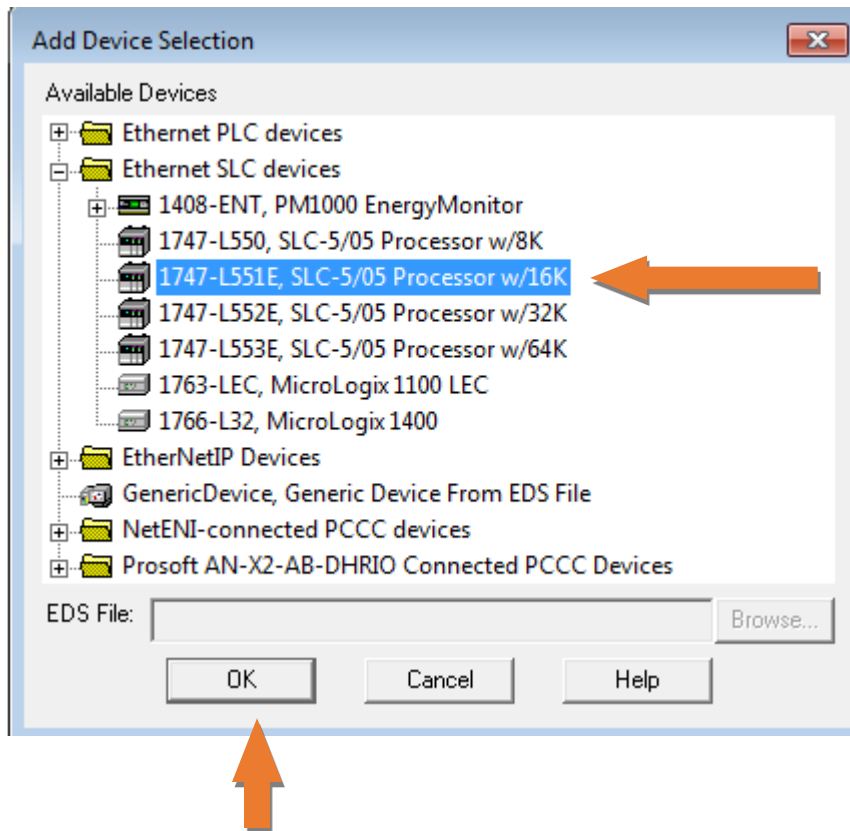 Add Device Selection
Available Devices
Ethernet PLC devices
Ethernet SLC devices
1408-ENT, PM1000 EnergyMonitor
1747-L550, SLC-5/05 Processor w/8K
1747-L551E, SLC-5/05 Processor w/16K
1747-L552E, SLC-5/05 Processor w/32K
1747-L553E, SLC-5/05 Processor w/64K
1763-LEC, MicroLogix 1100 LEC
1766-L32, MicroLogix 1400
EtherNetIP Devices
GenericDevice, Generic Device From EDS File
NetENI-connected PCCC devices
Prosoft AN-X2-AB-DHRIO Connected PCCC Devices
EDS File: Browse...
OK Cancel Help